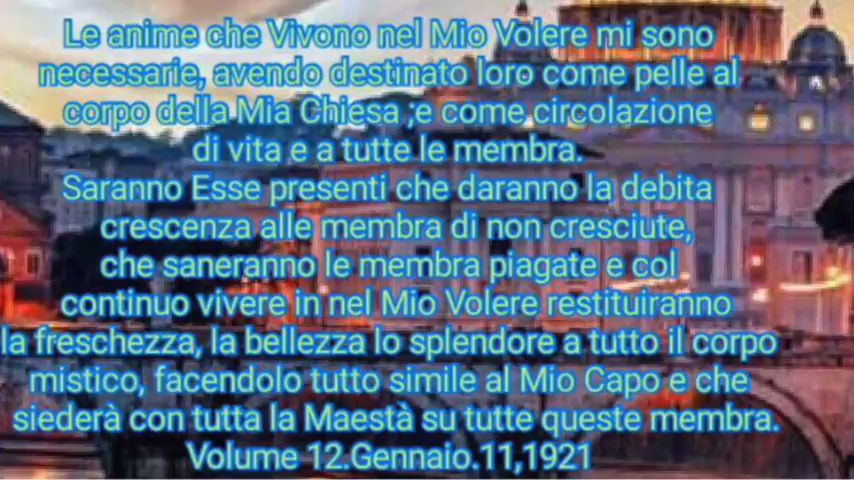 Le anime che Vivono nel Mio Volere mi sono
necessarie, avendo destinato loro come pelle al
corpo della Mia Chiesa ;e come circolazione
di vita e a tutte le membra.
Saranno Esse presenti che daranno la debita
crescenza alle membra di non cresciute,
che saneranno le membra piagate e col
continuo vivere in nel Mio Volere restituiranno
la freschezza, la bellezza lo splendore a tutto il corpo
mistico, facendolo tutto simile al Mio Capo e che
siederà con tutta la Maestà su tutte queste membra.
Volume 12.Gennaio.11,1921